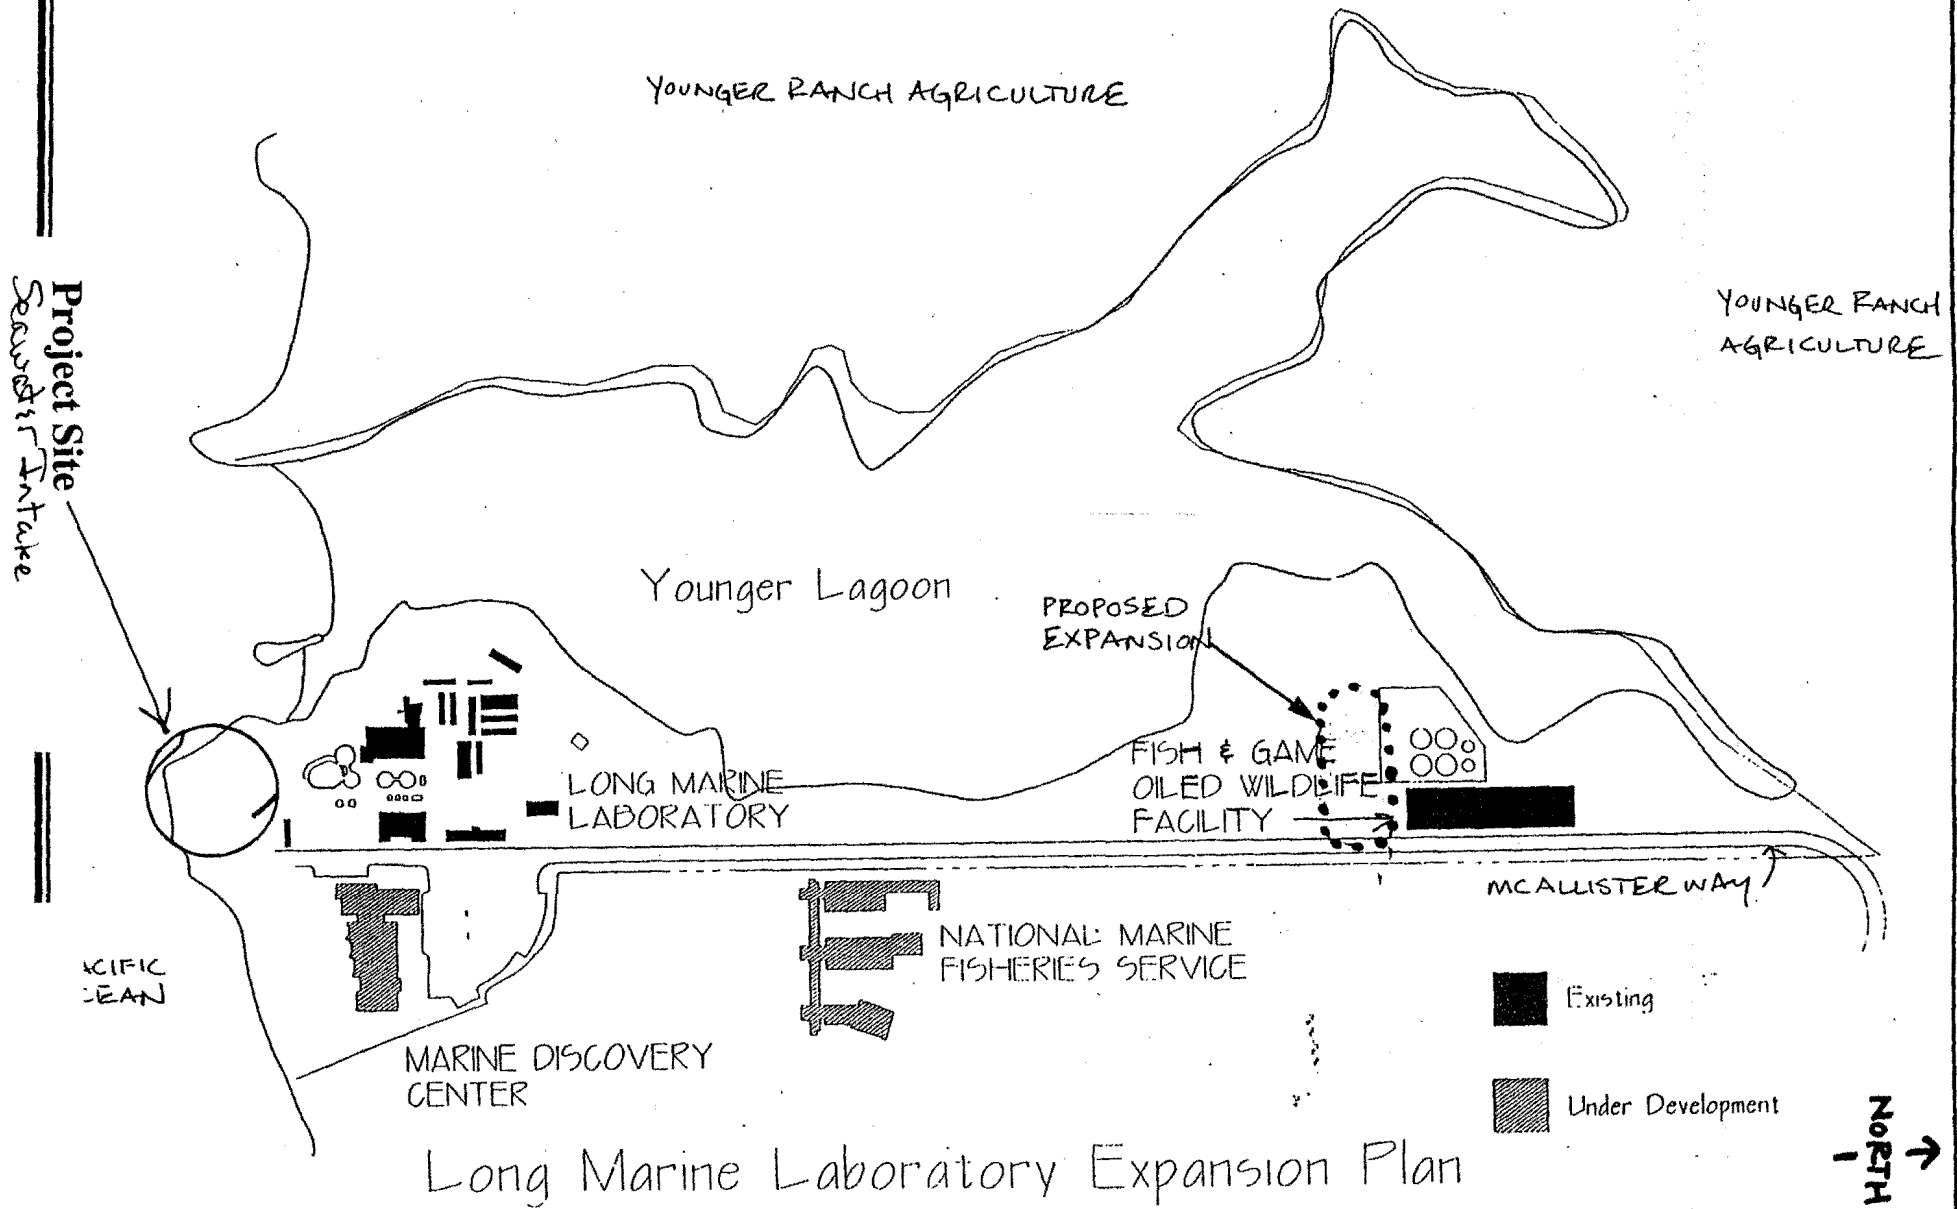 YOUNGER RANCH AGRICULTURE
YOUNGER RANCH
AGRICULTURE
Project Site
Seawater Intake
Younger Lagoon
PROPOSED
EXPANSION
FISH & GAME
OILED WILDLIFE
FACILITY
LONG MARINE
LABORATORY
MCALLISTER WAY
NATIONAL MARINE
FISHERIES SERVICE
ACIFIC
CEAN
MARINE DISCOVERY
CENTER
Existing
Under Development
NORTH
Long Marine Laboratory Expansion Plan